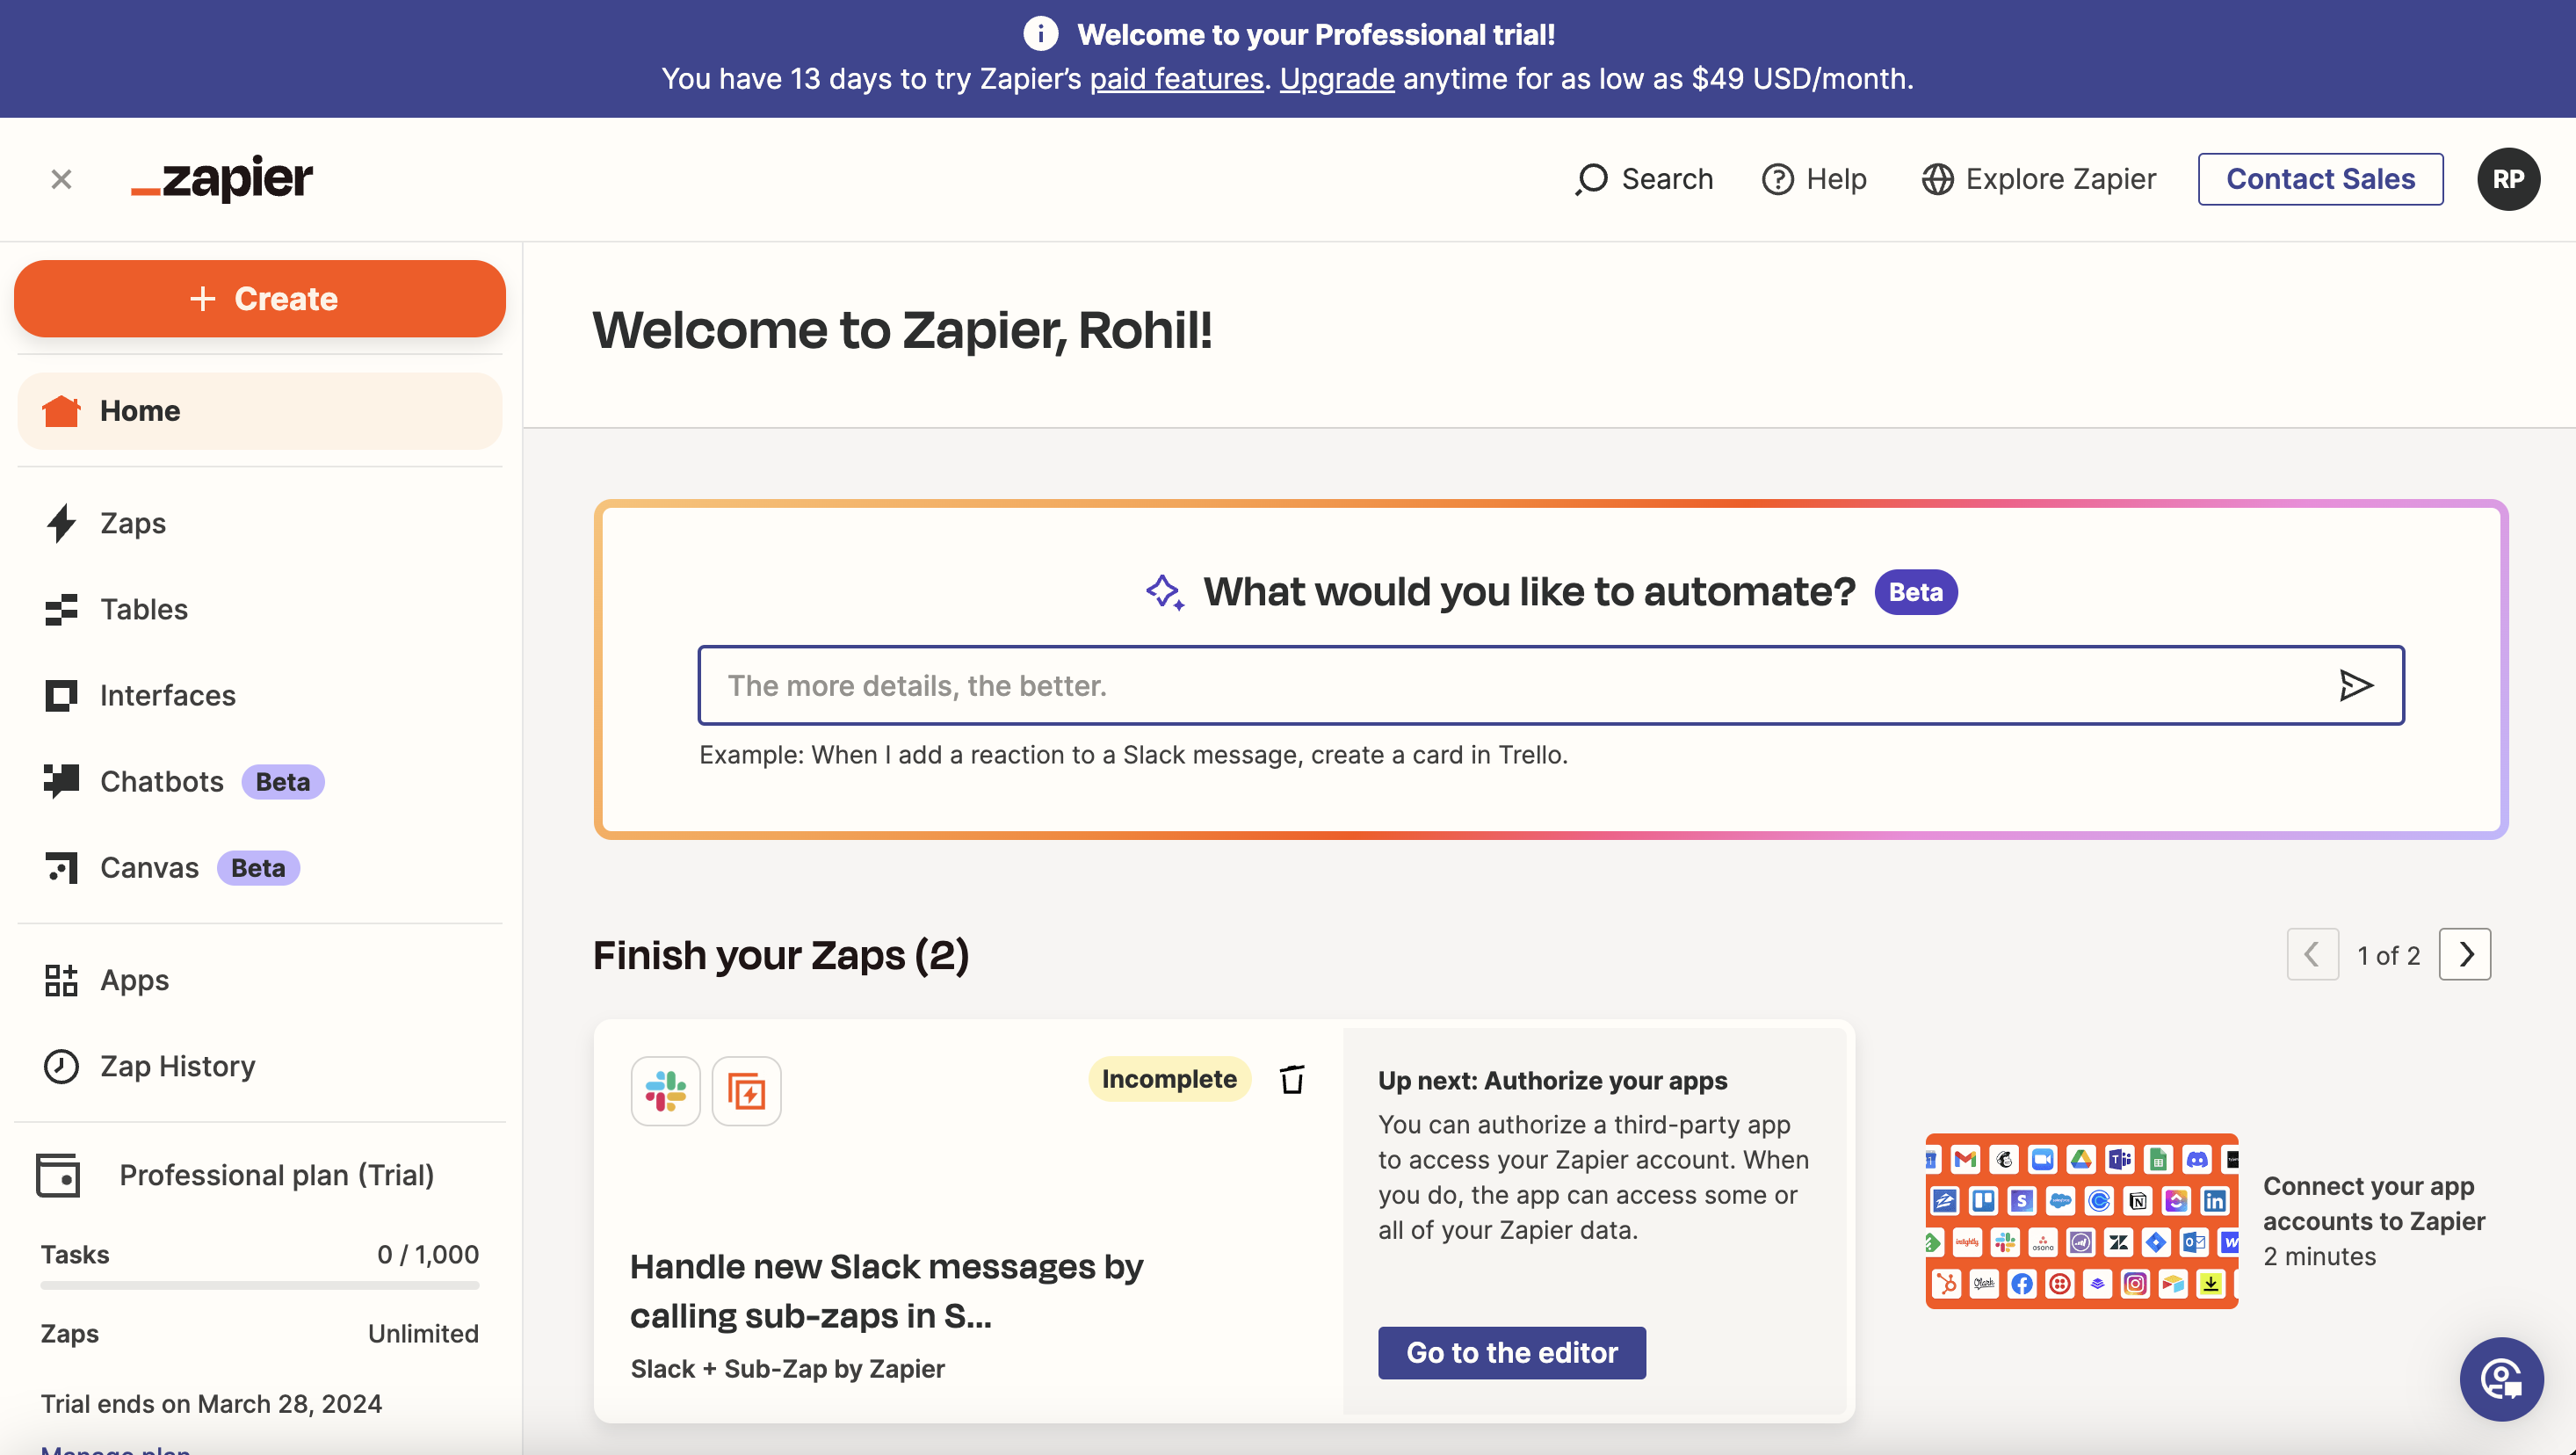 Welcome to your Professional trial!
You have 13 days to try Zapier’s paid features. Upgrade anytime for as low as $49 USD/month.
zapier
Search
Help
Explore Zapier
Contact Sales
RP
Create
Home
Zaps
Tables
Interfaces
Chatbots Beta
Canvas Beta
Apps
Zap History
Professional plan (Trial)
Tasks 0 / 1,000
Zaps Unlimited
Trial ends on March 28, 2024
Manage plan
Welcome to Zapier, Rohil!
What would you like to automate? Beta
The more details, the better.
Example: When I add a reaction to a Slack message, create a card in Trello.
Finish your Zaps (2)
1 of 2
Incomplete
Handle new Slack messages by
calling sub-zaps in S...
Slack + Sub-Zap by Zapier
Up next: Authorize your apps
You can authorize a third-party app
to access your Zapier account. When
you do, the app can access some or
all of your Zapier data.
Go to the editor
Connect your app
accounts to Zapier
2 minutes